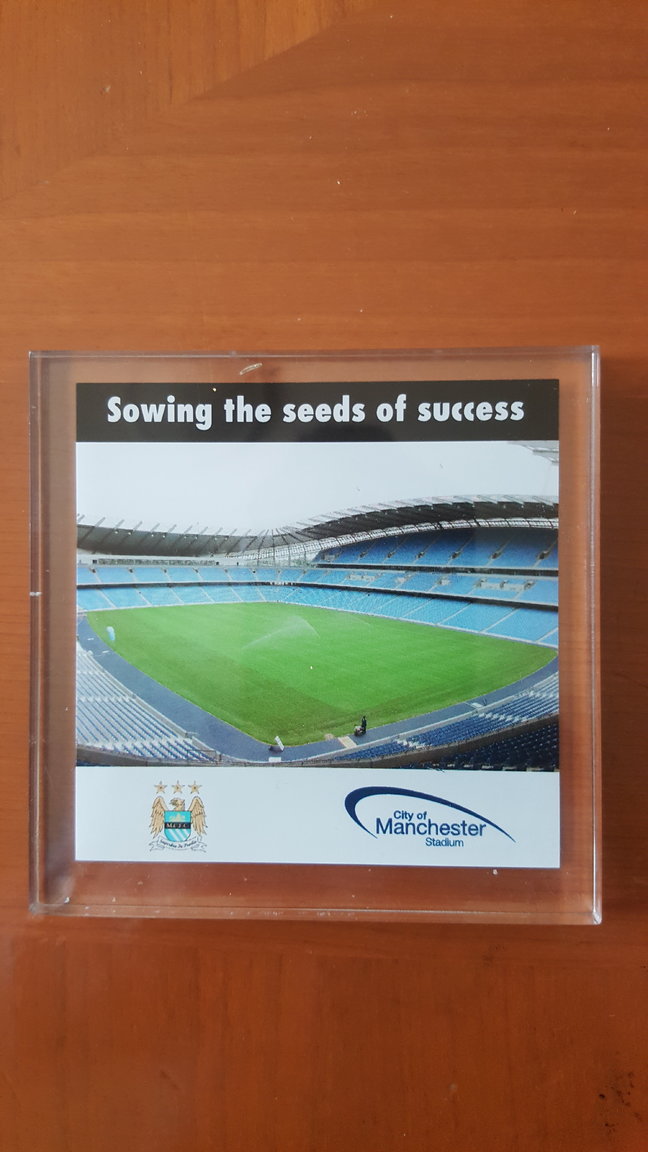 Sowing the seeds of success
M.C.F.C
City of
Manchester
Stadium